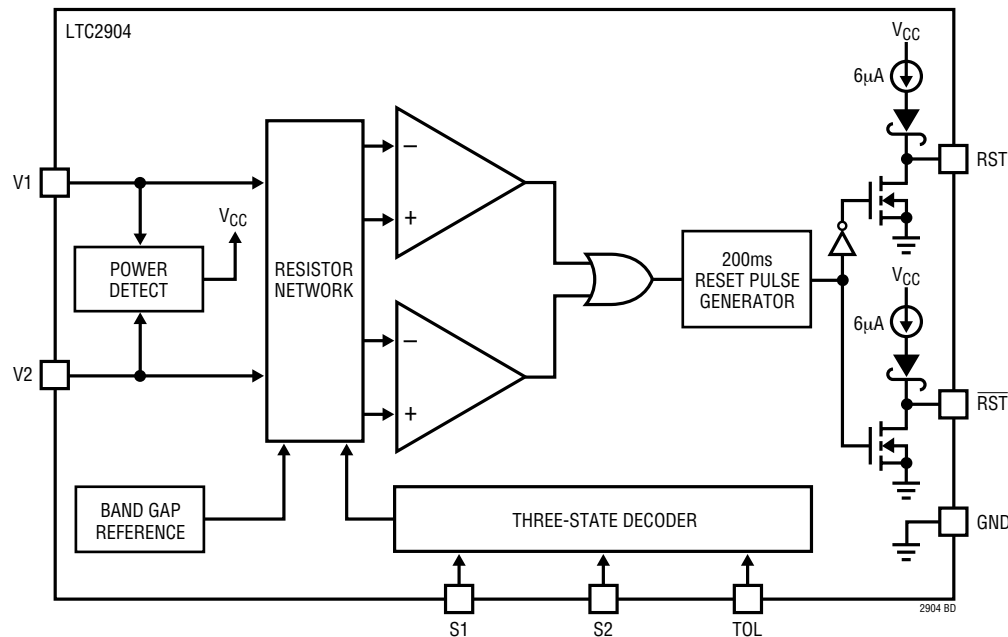 LTC2904
VCC
6µA
RST
V1
VCC
POWER
DETECT
RESISTOR
NETWORK
–
+
200ms
RESET PULSE
GENERATOR
VCC
6µA
V2
–
+
RST
BAND GAP
REFERENCE
THREE-STATE DECODER
GND
S1
S2
TOL
2904 BD